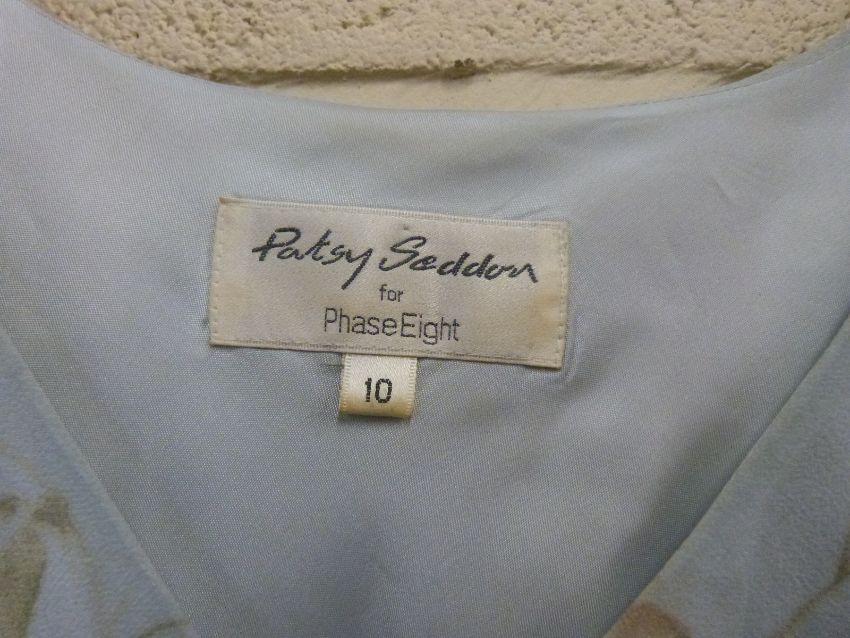 Patsy Seddon
for
PhaseEight
10